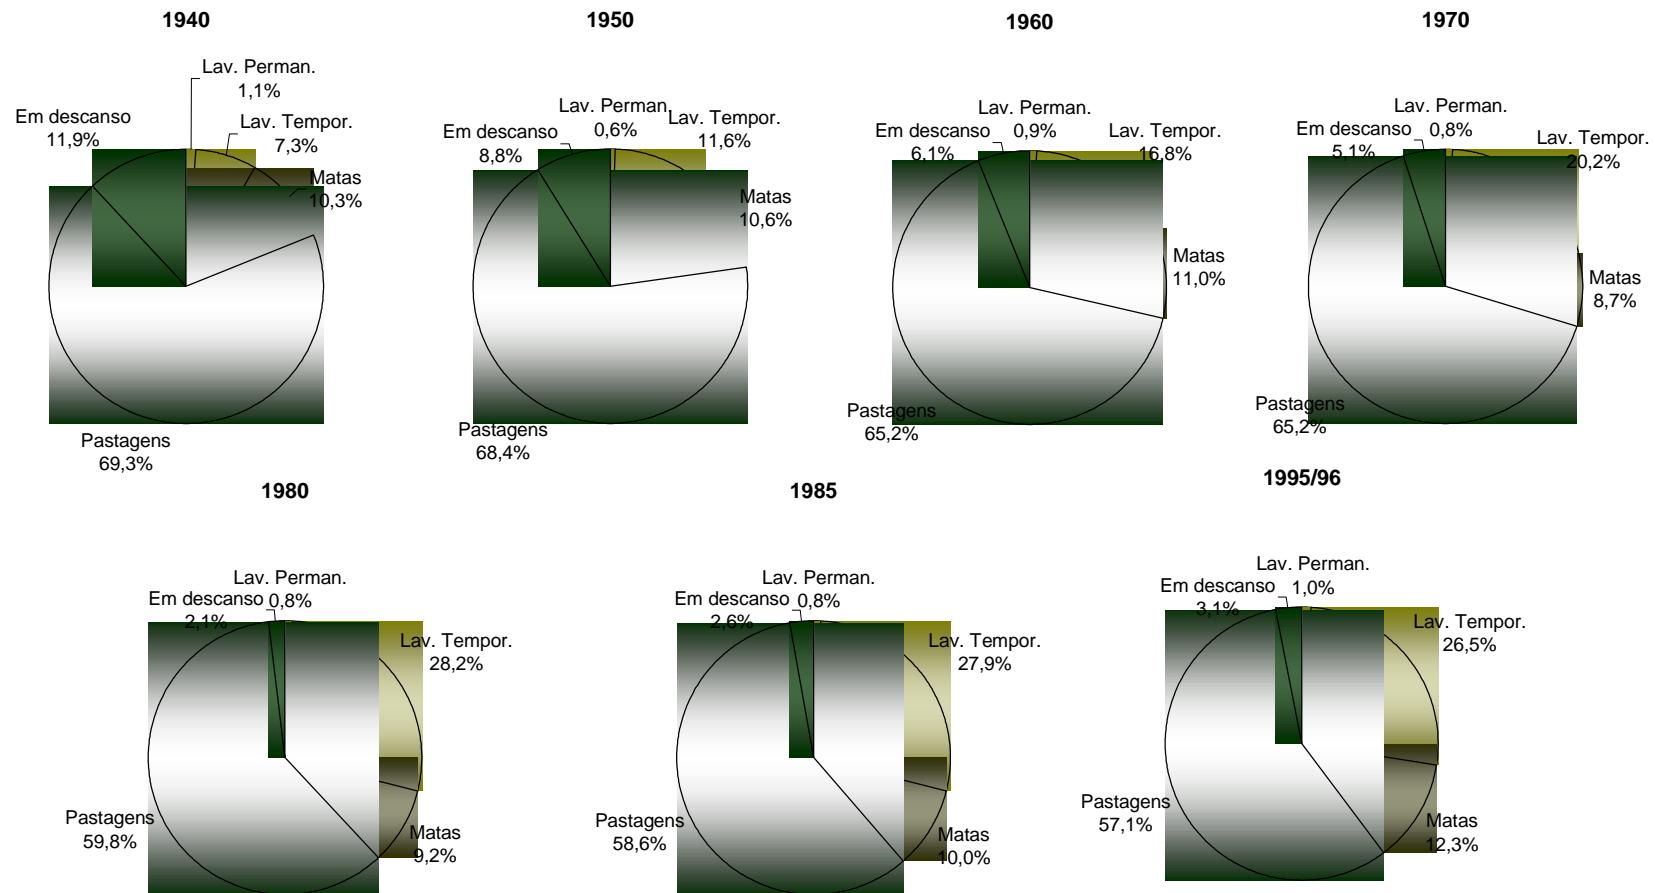 1940
Lav. Perman.
1,1%
Em descanso
11,9%
Lav. Tempor.
7,3%
Matas
10,3%
Pastagens
69,3%
1950
Lav. Perman.
0,6%
Em descanso
8,8%
Lav. Tempor.
11,6%
Matas
10,6%
Pastagens
68,4%
1960
Lav. Perman.
0,9%
Em descanso
6,1%
Lav. Tempor.
16,8%
Matas
11,0%
Pastagens
65,2%
1970
Lav. Perman.
0,8%
Em descanso
5,1%
Lav. Tempor.
20,2%
Matas
8,7%
Pastagens
65,2%
1980
Lav. Perman.
0,8%
Em descanso
2,1%
Lav. Tempor.
28,2%
Pastagens
59,8%
Matas
9,2%
1985
Lav. Perman.
0,8%
Em descanso
2,6%
Lav. Tempor.
27,9%
Pastagens
58,6%
Matas
10,0%
1995/96
Lav. Perman.
1,0%
Em descanso
3,1%
Lav. Tempor.
26,5%
Pastagens
57,1%
Matas
12,3%